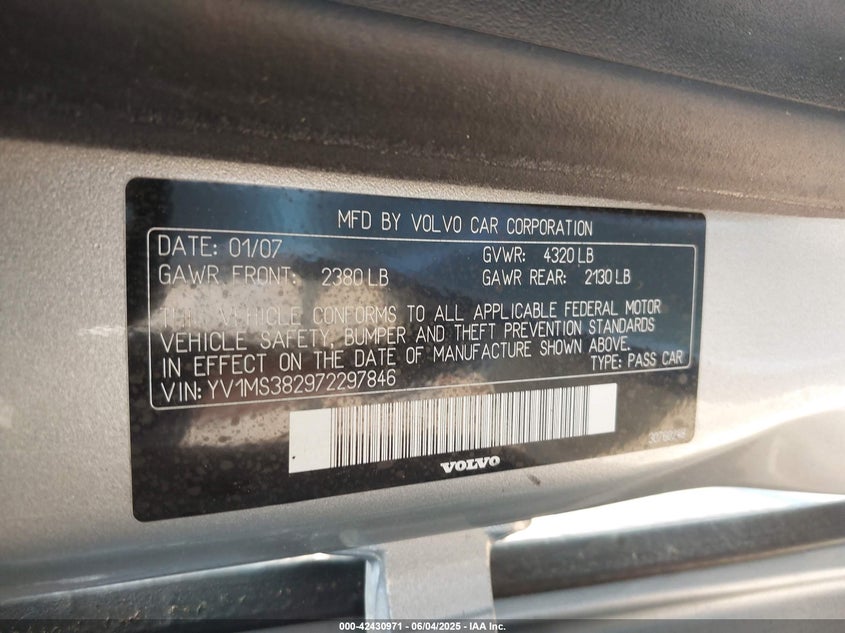 MFD BY VOLVO CAR CORPORATION
DATE: 01/07 GVWR: 4320 LB
GAWR FRONT: 2380 LB GAWR REAR: 2130 LB
THIS VEHICLE CONFORMS TO ALL APPLICABLE FEDERAL MOTOR
VEHICLE SAFETY, BUMPER AND THEFT PREVENTION STANDARDS
IN EFFECT ON THE DATE OF MANUFACTURE SHOWN ABOVE.
TYPE: PASS CAR
VIN: YV1MS382972297846
VOLVO
000-42430971 | 06/04/2025 - IAA Inc.